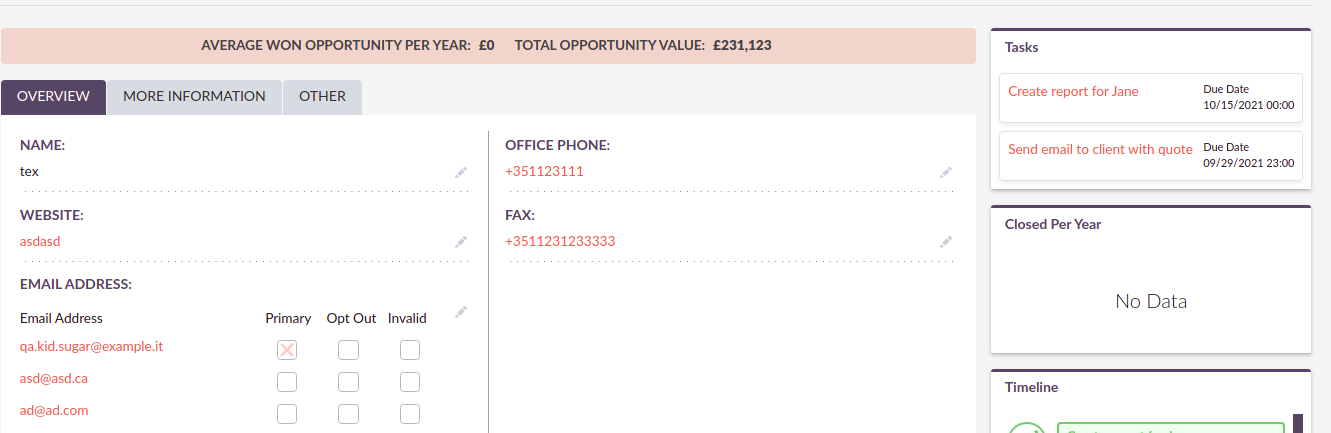 AVERAGE WON OPPORTUNITY PER YEAR: £0 TOTAL OPPORTUNITY VALUE: £231,123
OVERVIEW MORE INFORMATION OTHER
NAME:
tex
WEBSITE:
asdasd
EMAIL ADDRESS:
Email Address Primary Opt Out Invalid
qa.kid.sugar@example.it
asd@asd.ca
ad@ad.com
OFFICE PHONE:
+351123111
FAX:
+3511231233333
Tasks
Create report for Jane
Due Date
10/15/2021 00:00
Send email to client with quote
Due Date
09/29/2021 23:00
Closed Per Year
No Data
Timeline